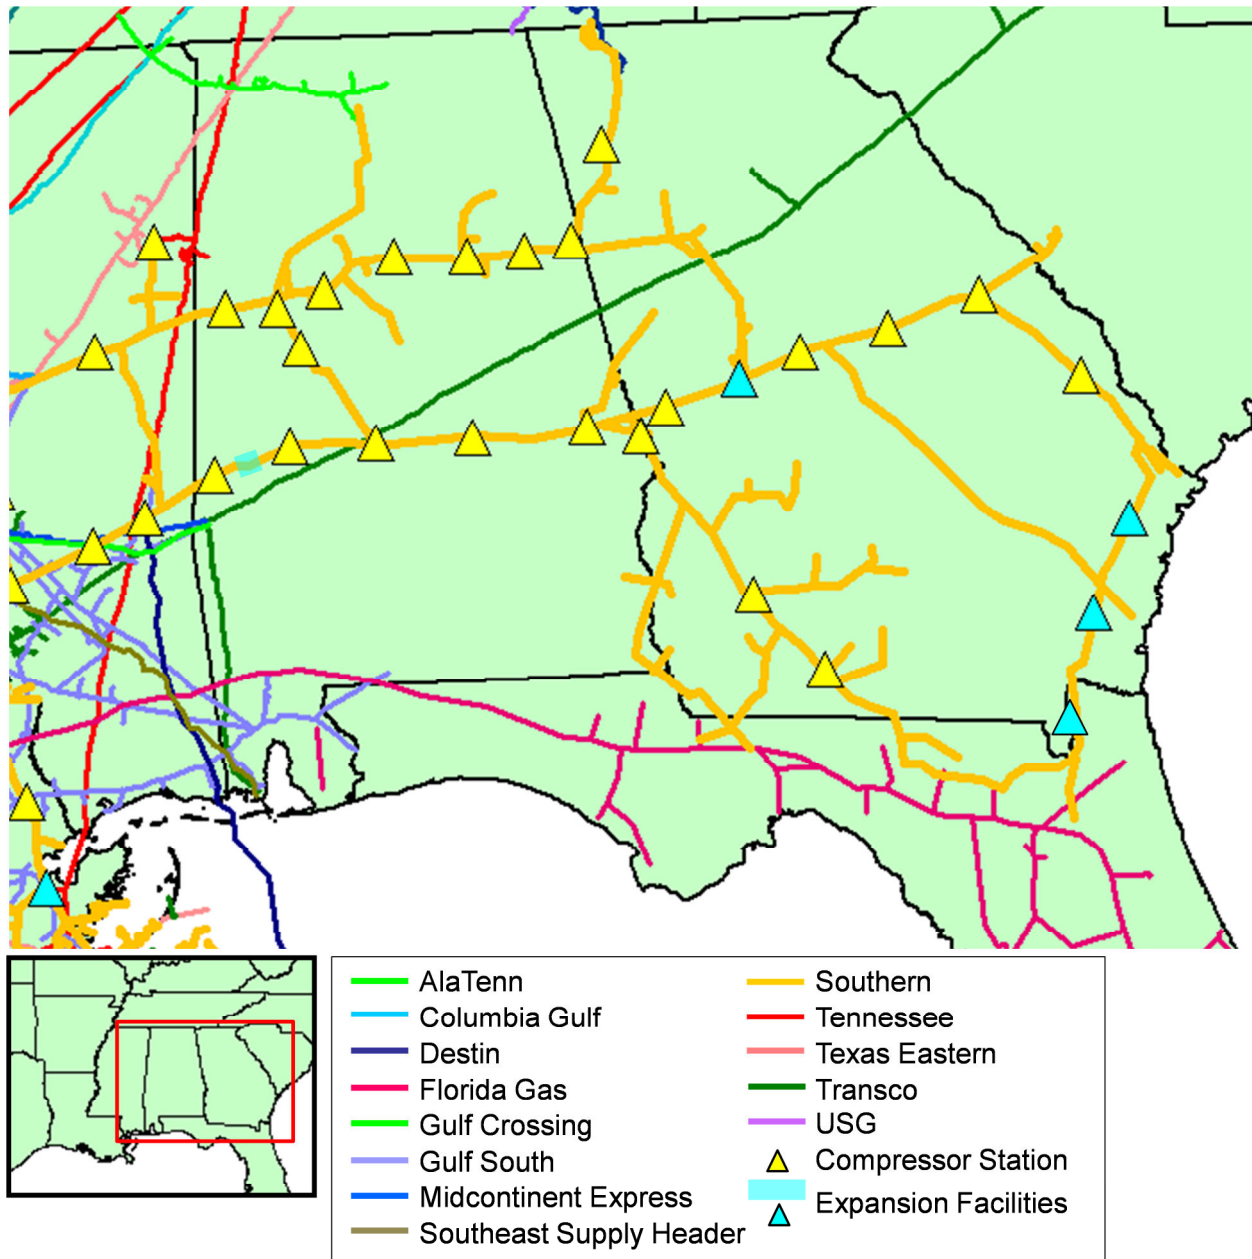 AlaTenn
Columbia Gulf
Destin
Florida Gas
Gulf Crossing
Gulf South
Midcontinent Express
Southeast Supply Header
Southern
Tennessee
Texas Eastern
Transco
USG
Compressor Station
Expansion Facilities